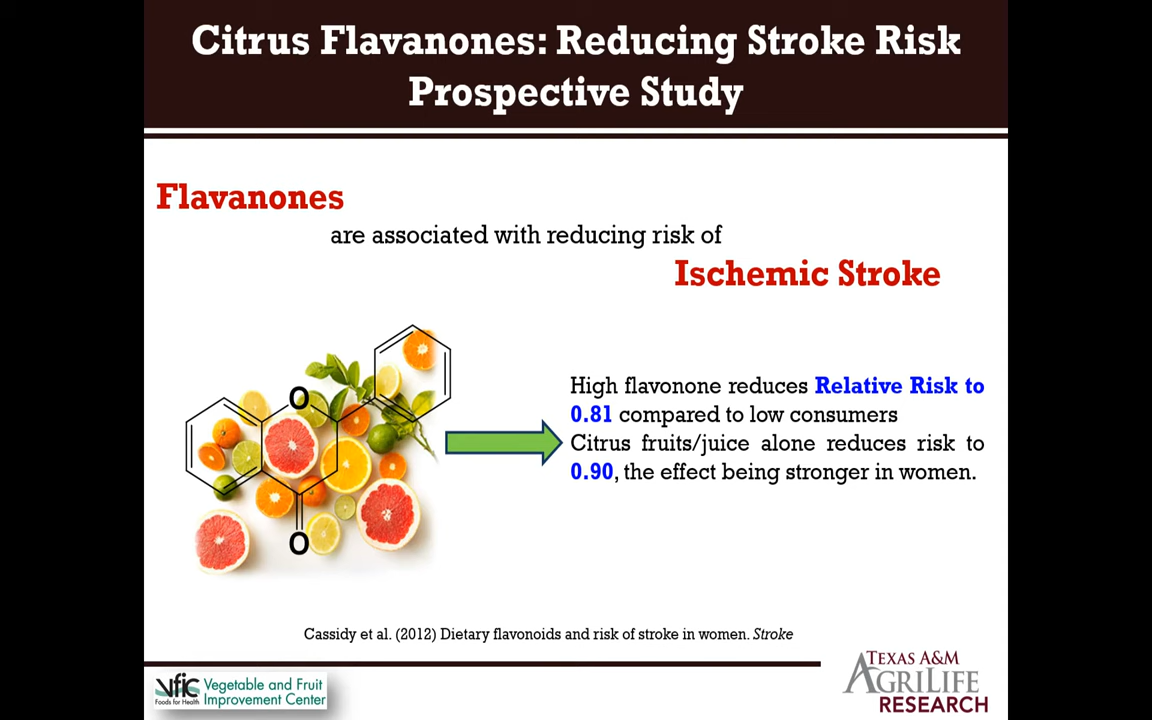 Citrus Flavanones: Reducing Stroke Risk
Prospective Study
Flavanones
are associated with reducing risk of
Ischemic Stroke
O
O
High flavonone reduces Relative Risk to
0.81 compared to low consumers
Citrus fruits/juice alone reduces risk to
0.90, the effect being stronger in women.
Cassidy et al. (2012) Dietary flavonoids and risk of stroke in women. Stroke
vfic
Foods for Health
Vegetable and Fruit
Improvement Center
TEXAS A&M
AGRILIFE
RESEARCH